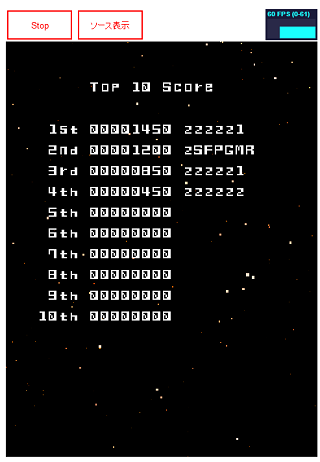 Stop ソース表示 60 FPS (0-61)
Top 10 Score
1st 00001450 zzzzz1
2nd 00001200 zSFPGMR
3rd 00000850 zzzzz1
4th 00000450 zzzzzz
5th 00000000
6th 00000000
7th 00000000
8th 00000000
9th 00000000
10th 00000000